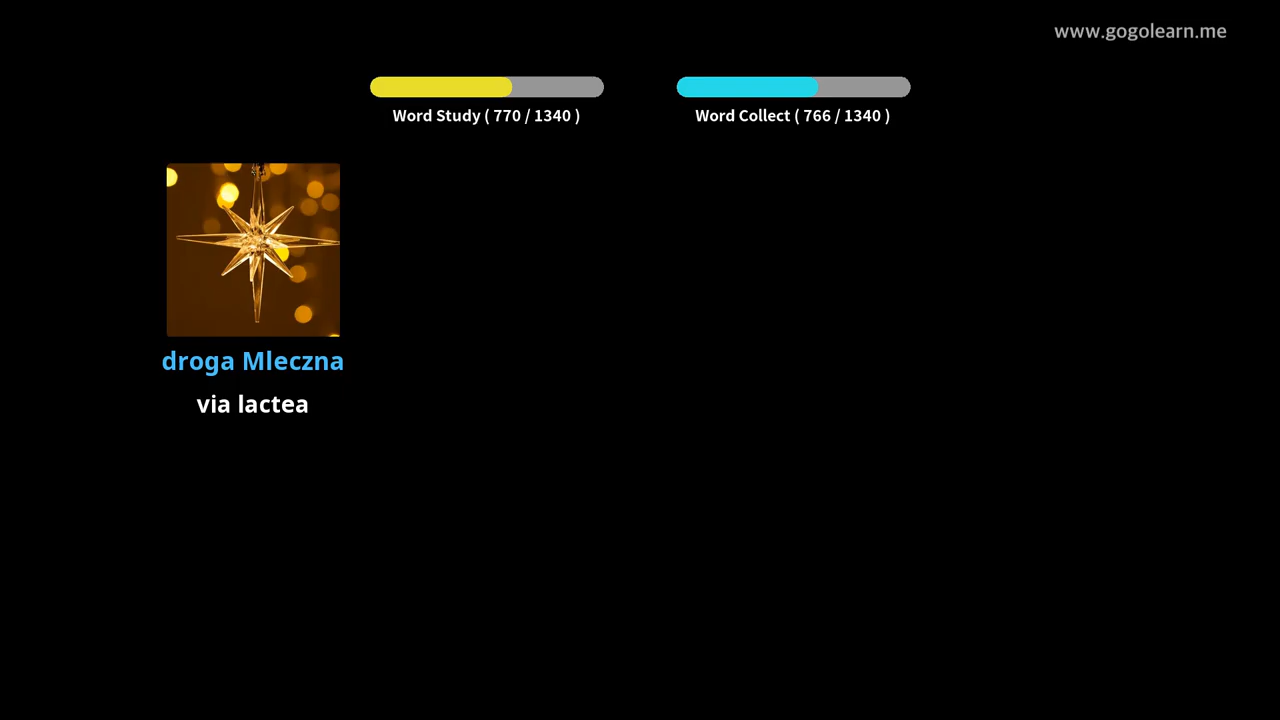 www.gogolearn.me
Word Study ( 770 / 1340 )
Word Collect ( 766 / 1340 )
droga Mleczna
via lactea